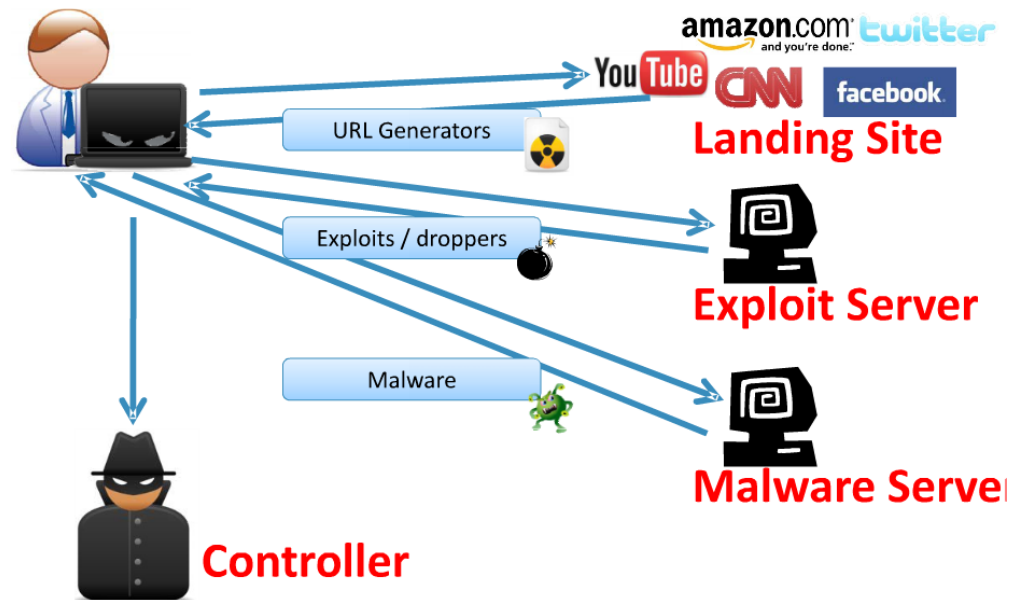 amazon.com twitter
and you're done.™
YouTube CNN facebook
URL Generators
Landing Site
Exploits / droppers
Exploit Server
Malware
Malware Server
Controller